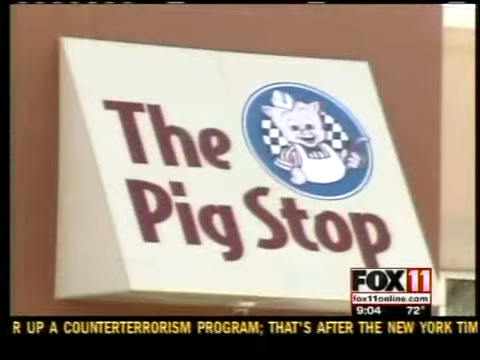 The
Pig Stop
FOX 11
fox11online.com
9:04 72°
R UP A COUNTERTERRORISM PROGRAM; THAT'S AFTER THE NEW YORK TIM